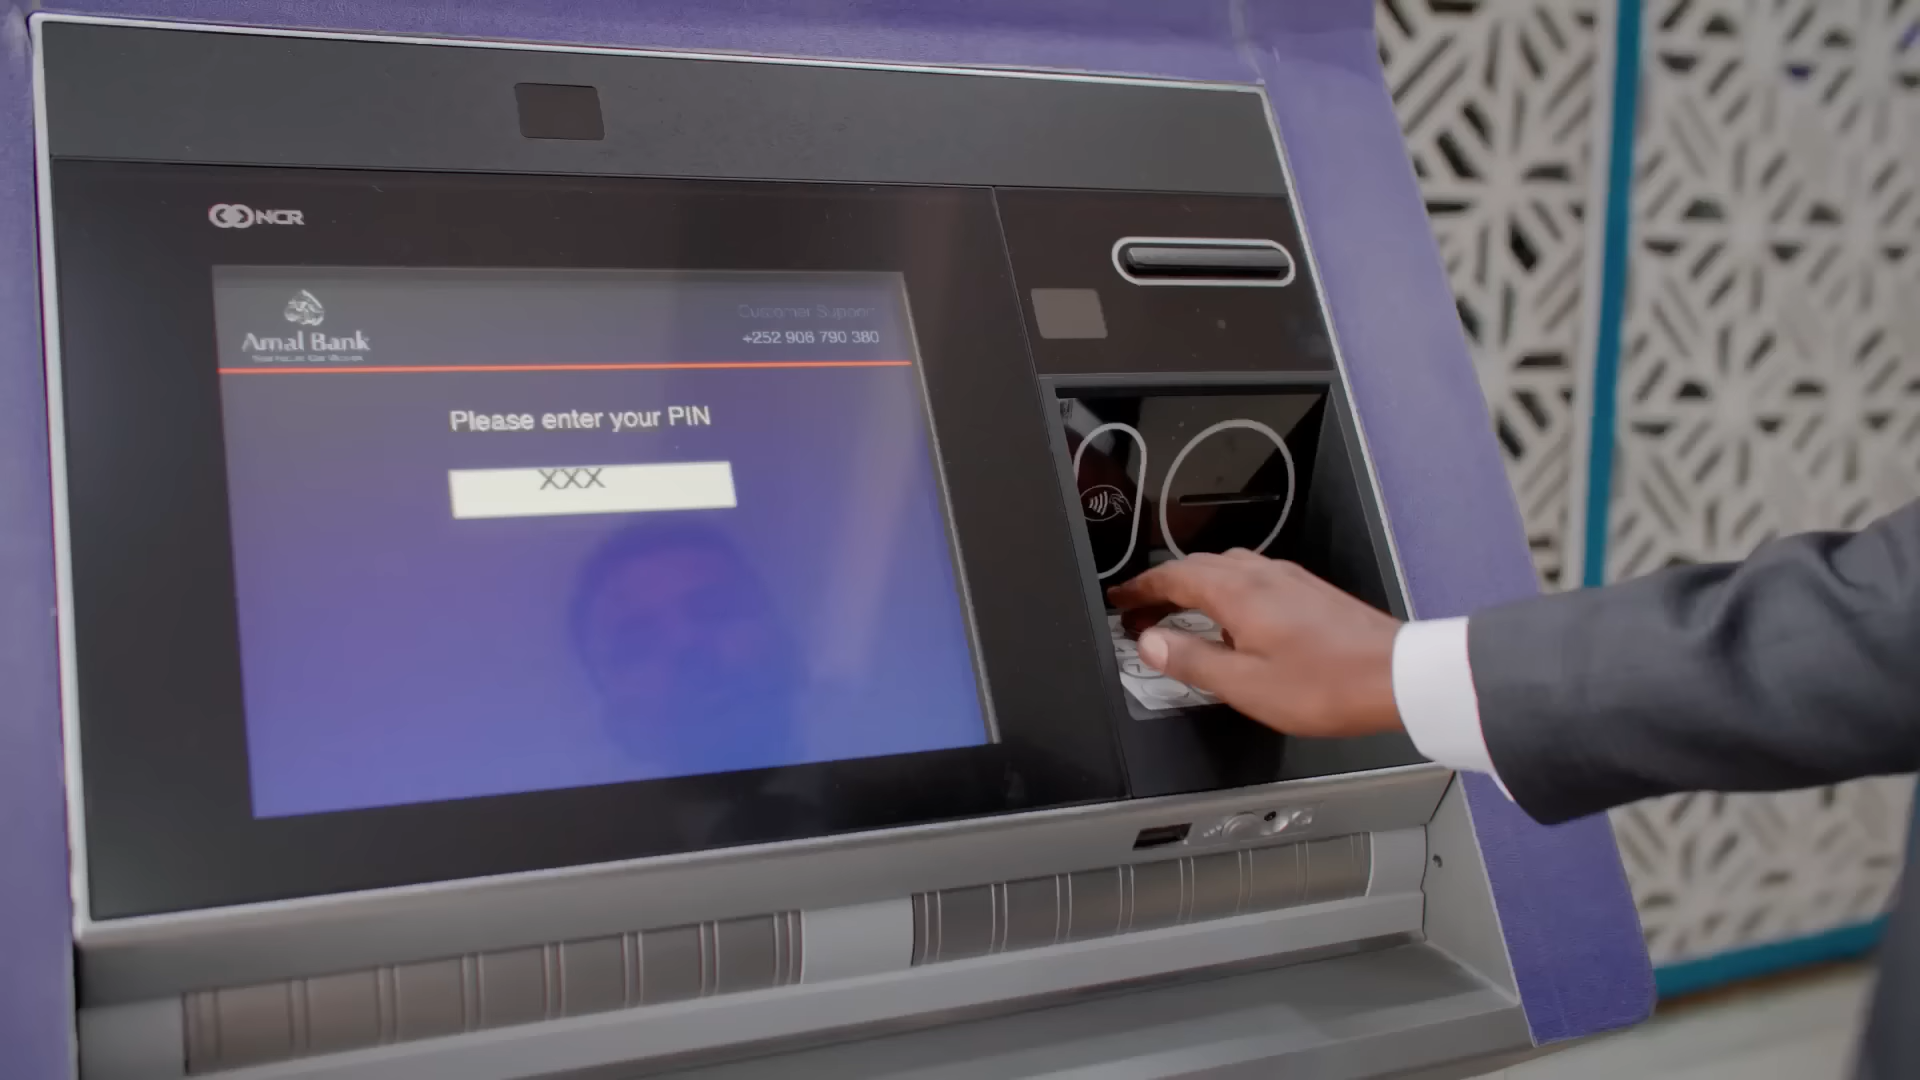 NCR
Amal Bank
Customer Support
+252 908 790 380
Please enter your PIN
XXX